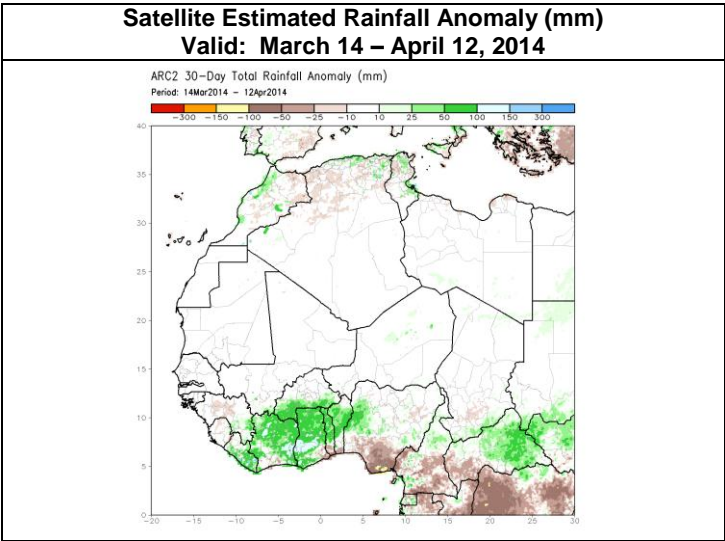 Satellite Estimated Rainfall Anomaly (mm)
Valid: March 14 – April 12, 2014
ARC2 30-Day Total Rainfall Anomaly (mm)
Period: 14Mar2014 – 12Apr2014
-300 -150 -100 -50 -25 -10 10 25 50 100 150 300
40
35
30
25
20
15
10
5
0
-20 -15 -10 -5 0 5 10 15 20 25 30